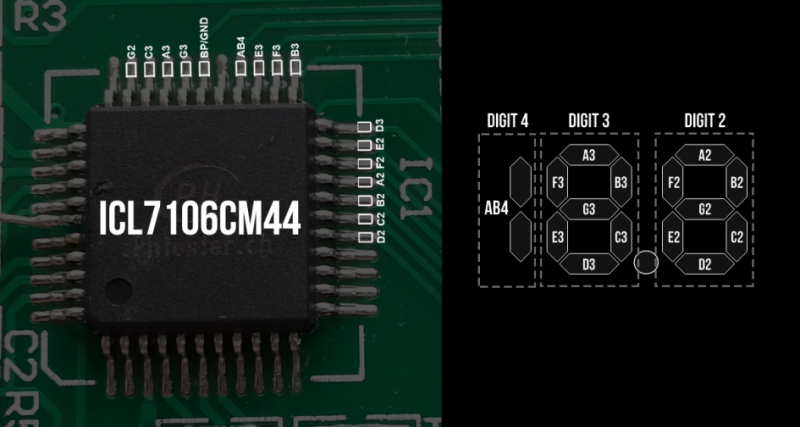 R3
G2
C3
A3
G3
BP/GND
AB4
E3
F3
B3
D3
E2
F2
A2
B2
C2
D2
IC1
ICL7106CM44
C2
R5
DIGIT 4
DIGIT 3
DIGIT 2
AB4
A3
F3
B3
G3
E3
C3
D3
A2
F2
B2
G2
E2
C2
D2